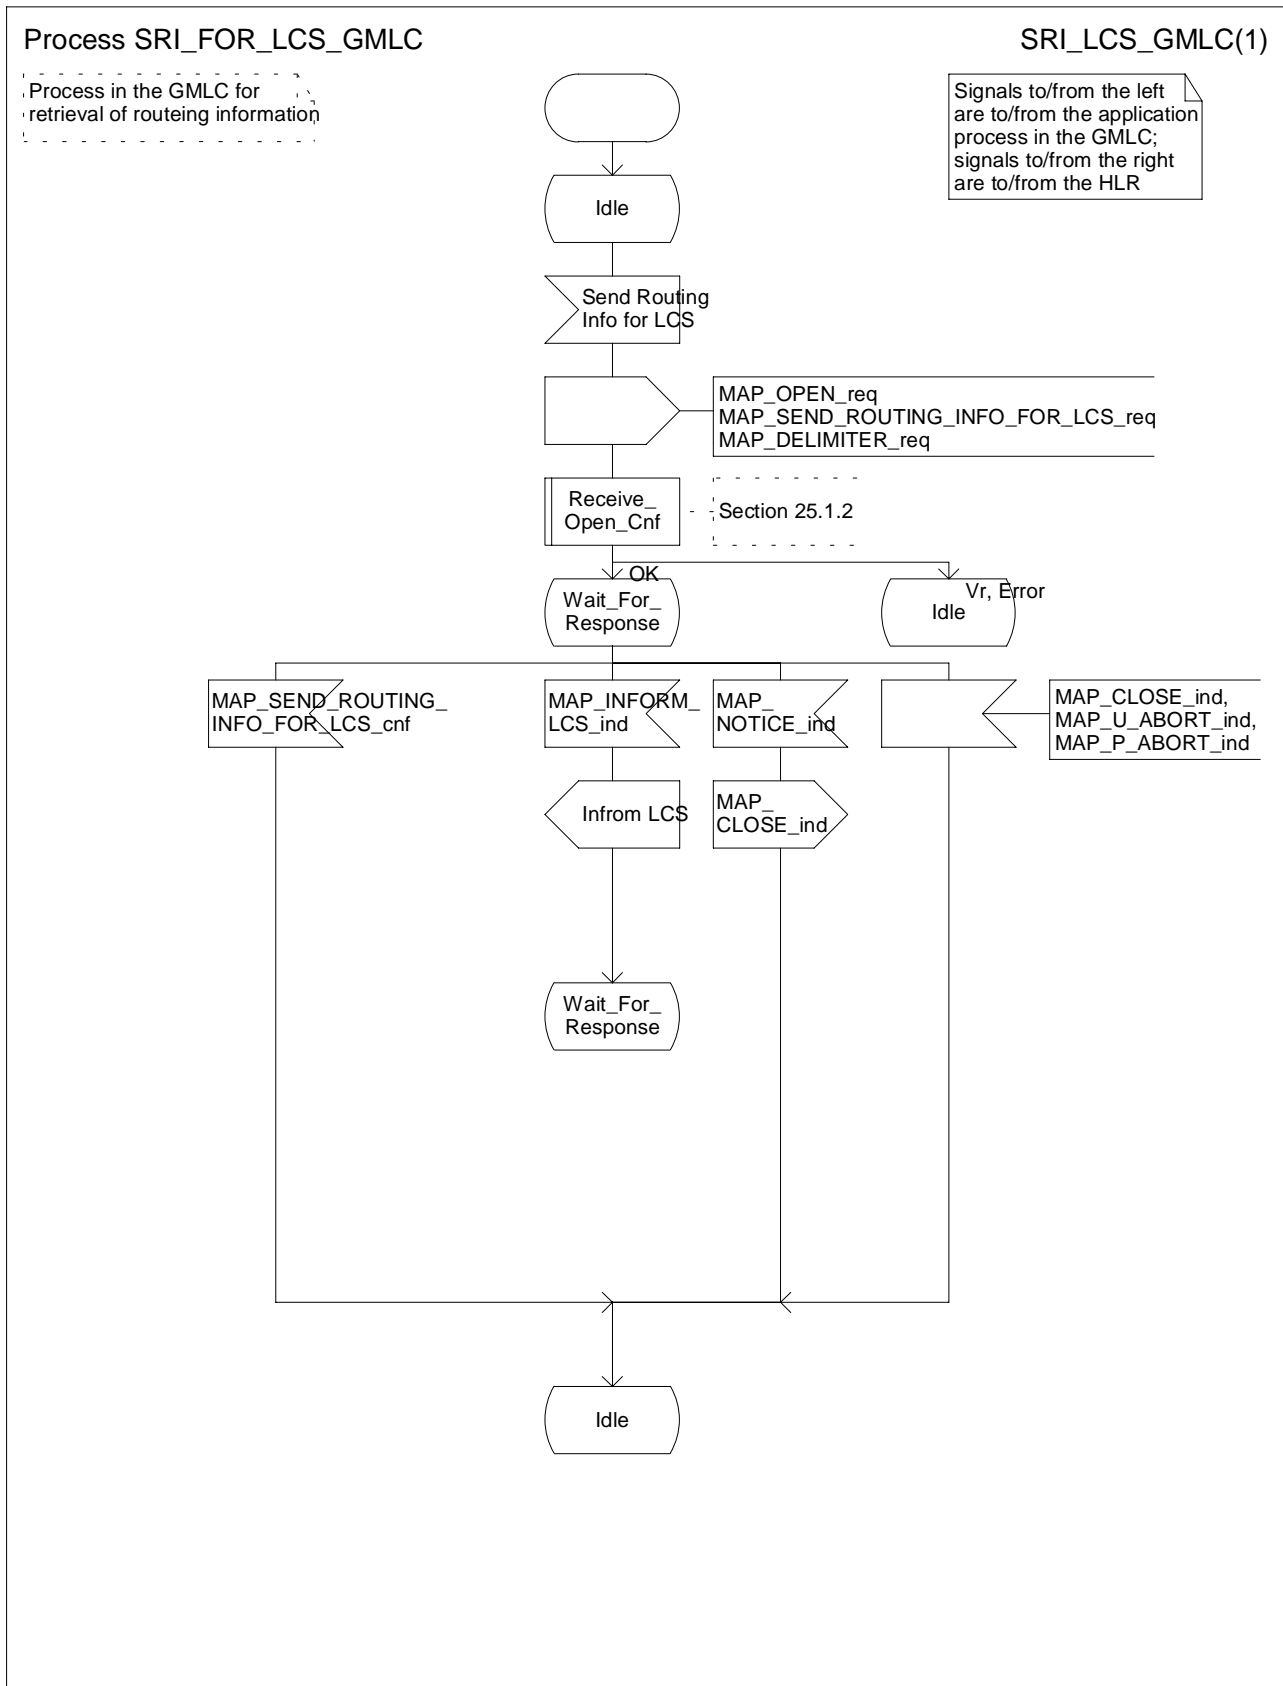 Process SRI_FOR_LCS_GMLC
SRI_LCS_GMLC(1)
Process in the GMLC for
retrieval of routeing information
Signals to/from the left
are to/from the application
process in the GMLC;
signals to/from the right
are to/from the HLR
Idle
Send Routing
Info for LCS
MAP_OPEN_req
MAP_SEND_ROUTING_INFO_FOR_LCS_req
MAP_DELIMITER_req
Receive_
Open_Cnf
Section 25.1.2
OK
Vr, Error
Wait_For_
Response
Idle
MAP_SEND_ROUTING_
INFO_FOR_LCS_cnf
MAP_INFORM_
LCS_ind
MAP_
NOTICE_ind
MAP_CLOSE_ind,
MAP_U_ABORT_ind,
MAP_P_ABORT_ind
Infrom LCS
MAP_
CLOSE_ind
Wait_For_
Response
Idle